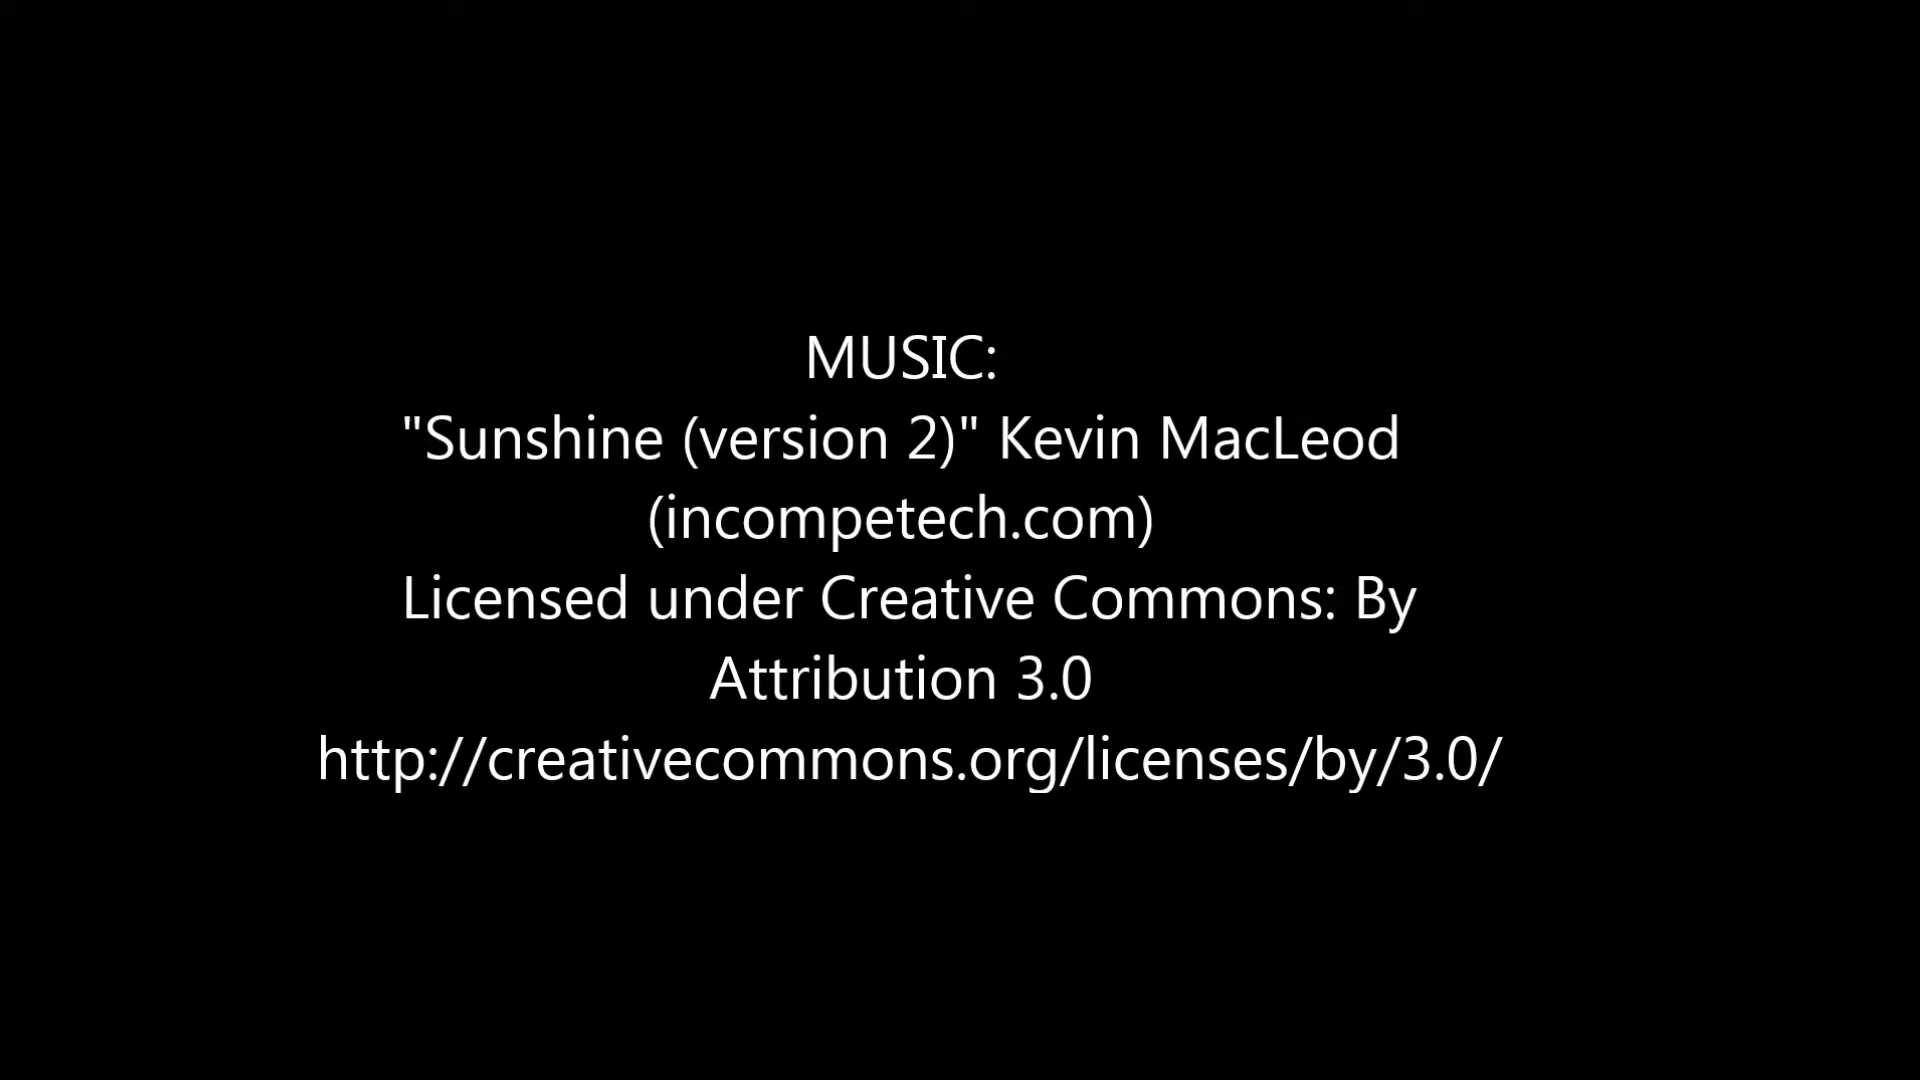 MUSIC:
"Sunshine (version 2)" Kevin MacLeod
(incompetech.com)
Licensed under Creative Commons: By
Attribution 3.0
http://creativecommons.org/licenses/by/3.0/